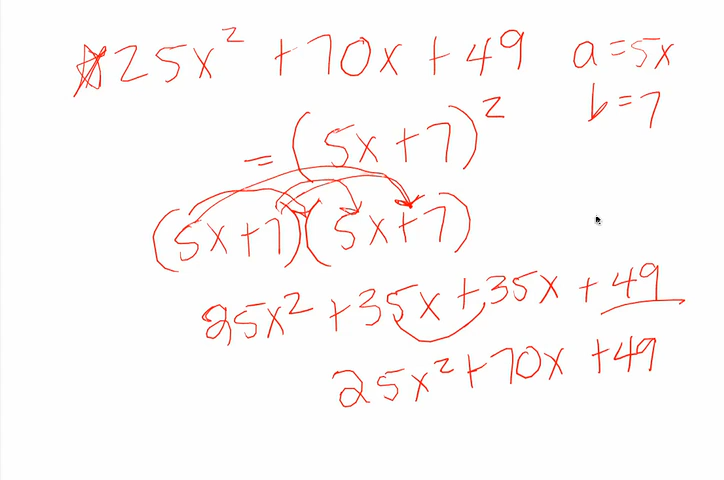 25x² + 70x + 49
a = 5x
b = 7
= (5x + 7)²
(5x + 7)(5x + 7)
25x² + 35x + 35x + 49
25x² + 70x + 49